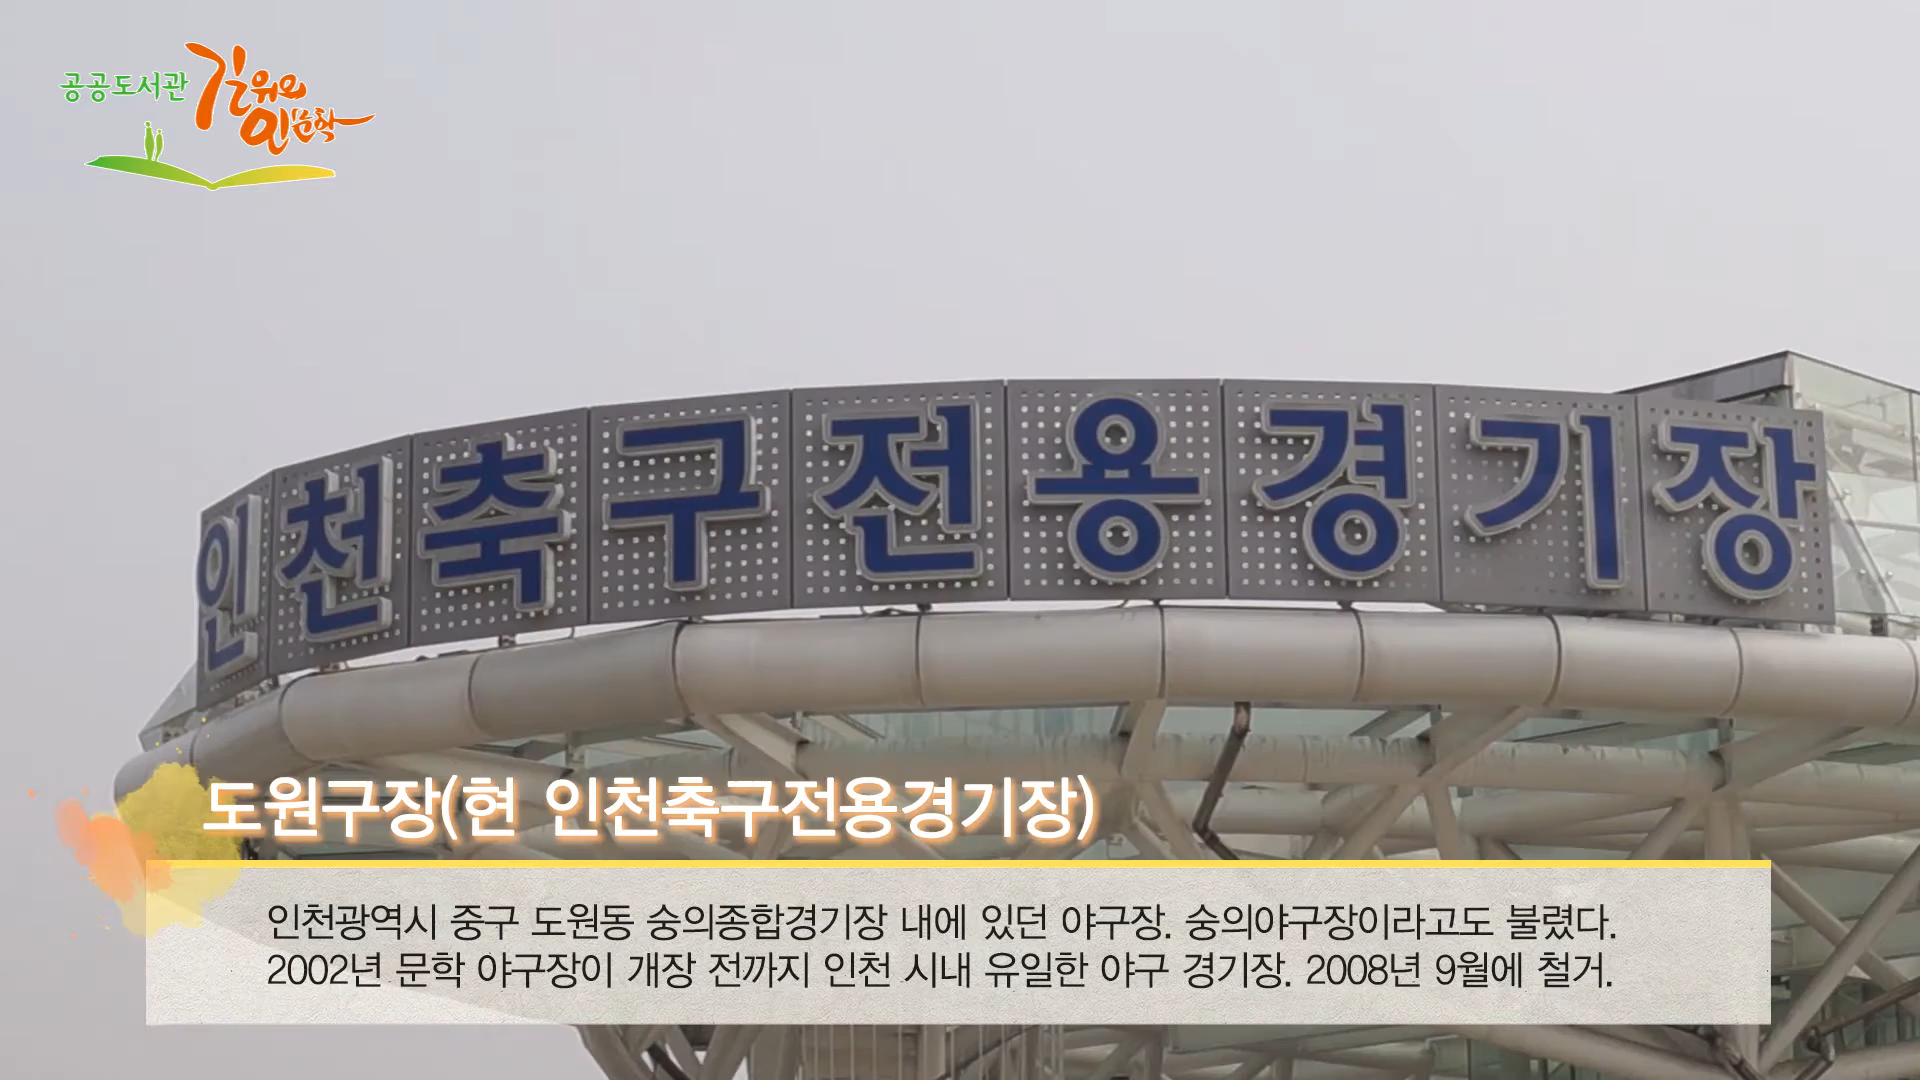 공공도서관 길 위의 인문학
인천축구전용경기장
도원구장(현 인천축구전용경기장)
인천광역시 중구 도원동 숭의종합경기장 내에 있던 야구장. 숭의야구장이라고도 불렸다.
2002년 문학 야구장이 개장 전까지 인천 시내 유일한 야구 경기장. 2008년 9월에 철거.